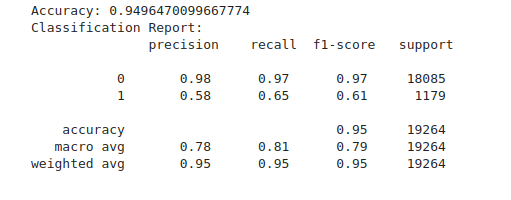 Accuracy: 0.9496470099667774
Classification Report:
precision recall f1-score support
0 0.98 0.97 0.97 18085
1 0.58 0.65 0.61 1179
accuracy 0.95 19264
macro avg 0.78 0.81 0.79 19264
weighted avg 0.95 0.95 0.95 19264